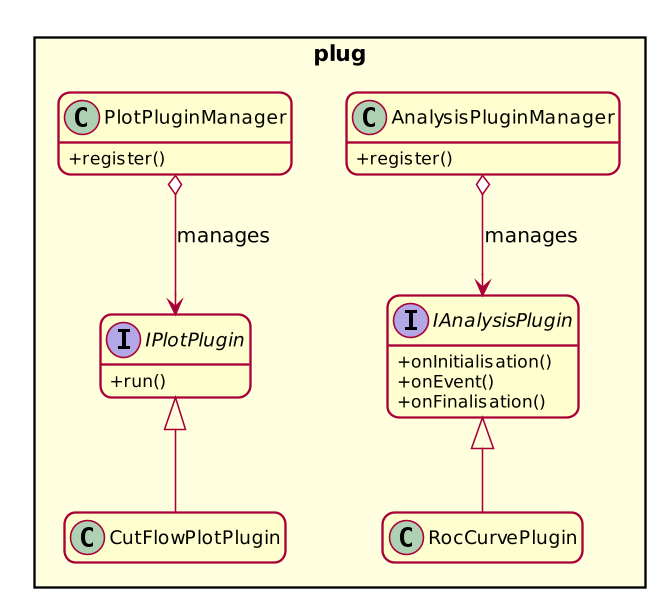 plug
C PlotPluginManager
+register()
C AnalysisPluginManager
+register()
manages
manages
I IPlotPlugin
+run()
I IAnalysisPlugin
+onInitialisation()
+onEvent()
+onFinalisation()
C CutFlowPlotPlugin
C RocCurvePlugin